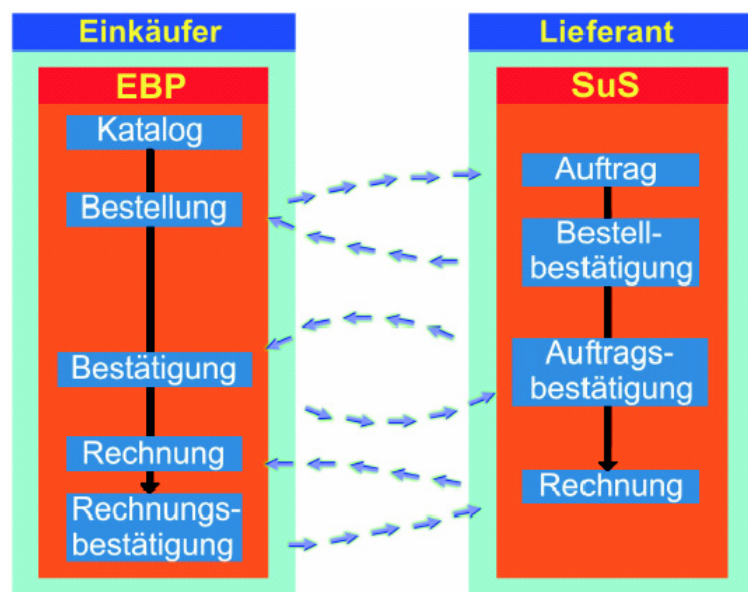 Einkäufer
EBP
Katalog
Bestellung
Bestätigung
Rechnung
Rechnungs-
bestätigung
Lieferant
SuS
Auftrag
Bestell-
bestätigung
Auftrags-
bestätigung
Rechnung